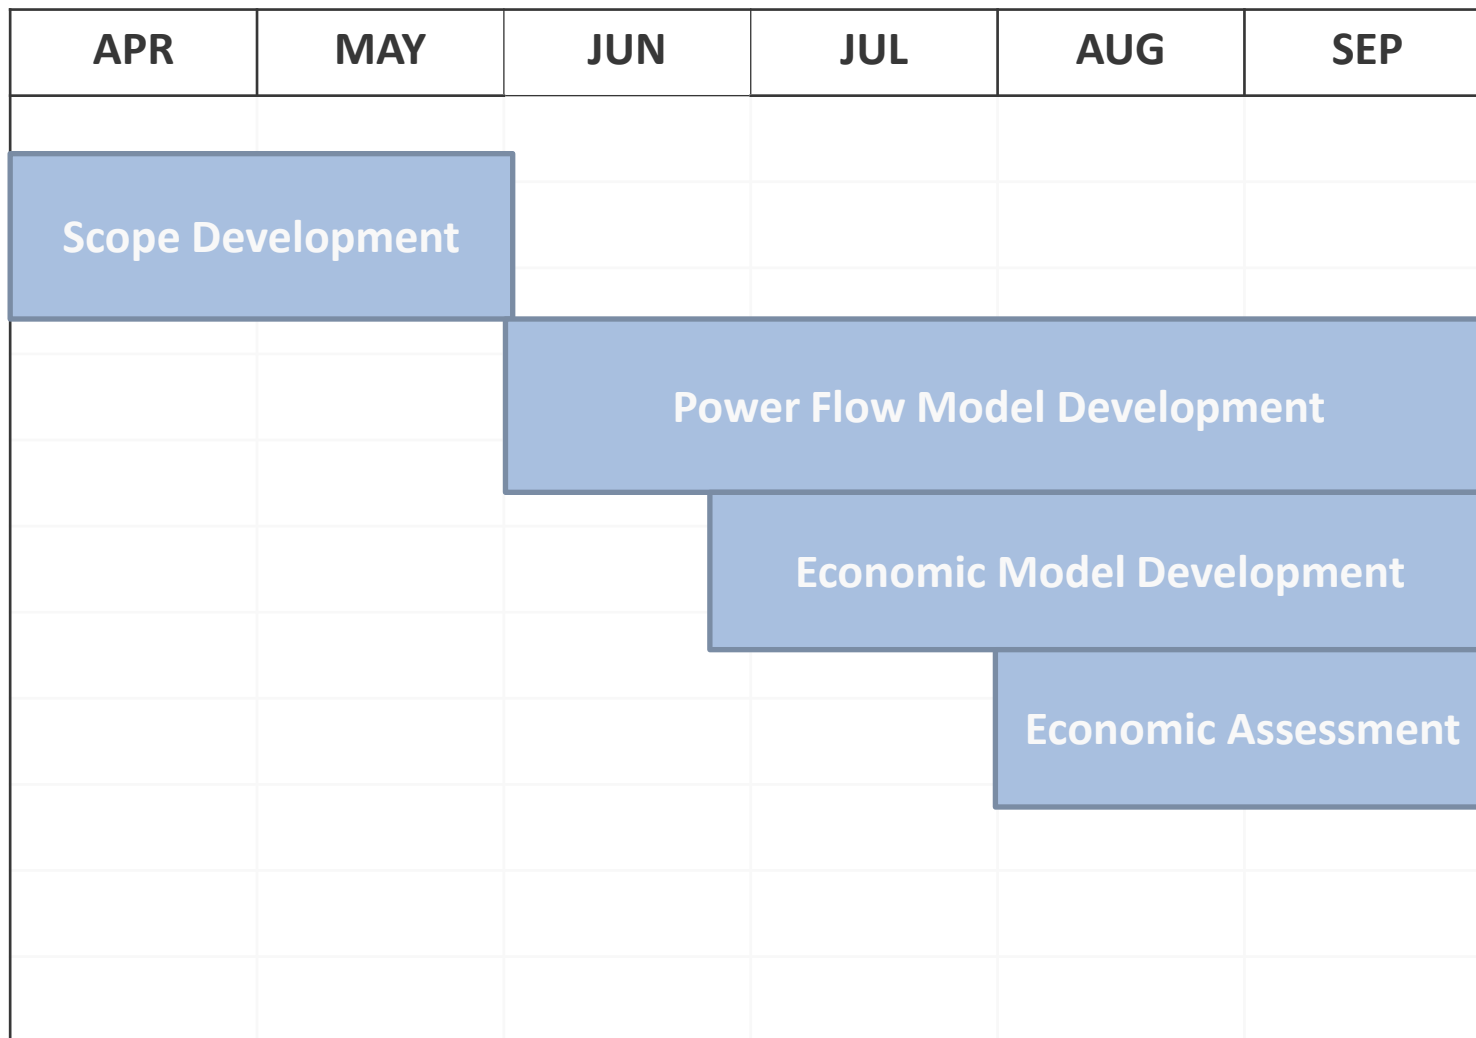 APR MAY JUN JUL AUG SEP
Scope Development
Power Flow Model Development
Economic Model Development
Economic Assessment